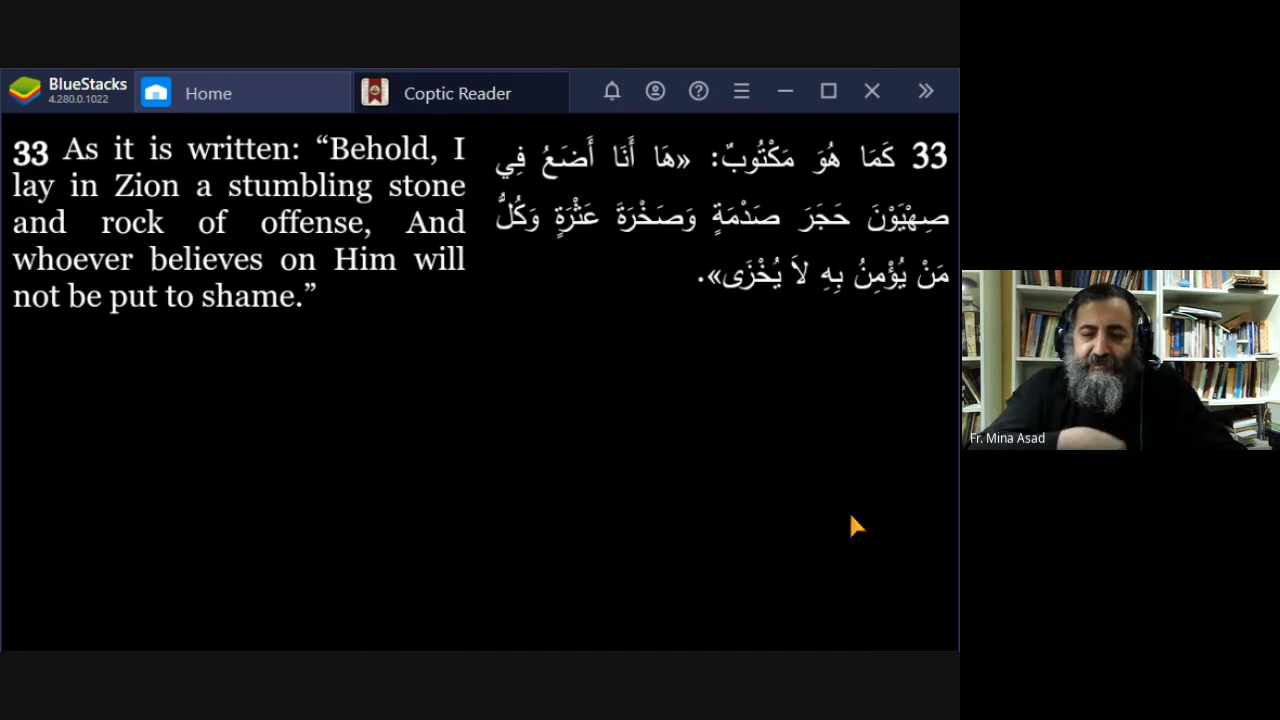 BlueStacks
4.280.0.1022
Home
Coptic Reader
33 As it is written: “Behold, I
lay in Zion a stumbling stone
and rock of offense, And
whoever believes on Him will
not be put to shame.”
33 كَمَا هُوَ مَكْتُوبٌ: «هَا أَنَا أَضَعُ فِي
صِهْيَوْنَ حَجَرَ صَدْمَةٍ وَصَخْرَةَ عَثْرَةٍ وَكُلُّ
مَنْ يُؤْمِنُ بِهِ لاَ يُخْزَى».
Fr. Mina Asad